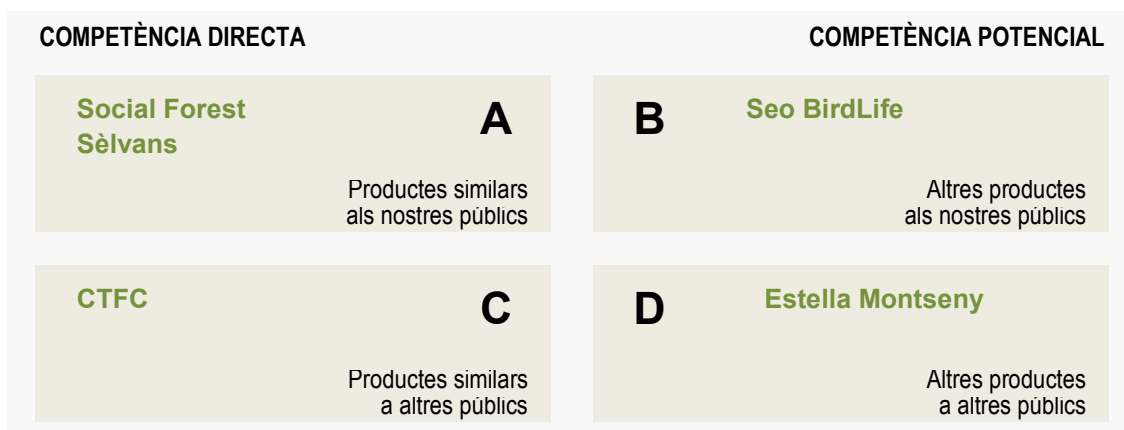 COMPETÈNCIA DIRECTA
COMPETÈNCIA POTENCIAL
Social Forest
Sèlvans
A
Productes similars
als nostres públics
B
Seo BirdLife
Altres productes
als nostres públics
CTFC
C
Productes similars
a altres públics
D
Estella Montseny
Altres productes
a altres públics